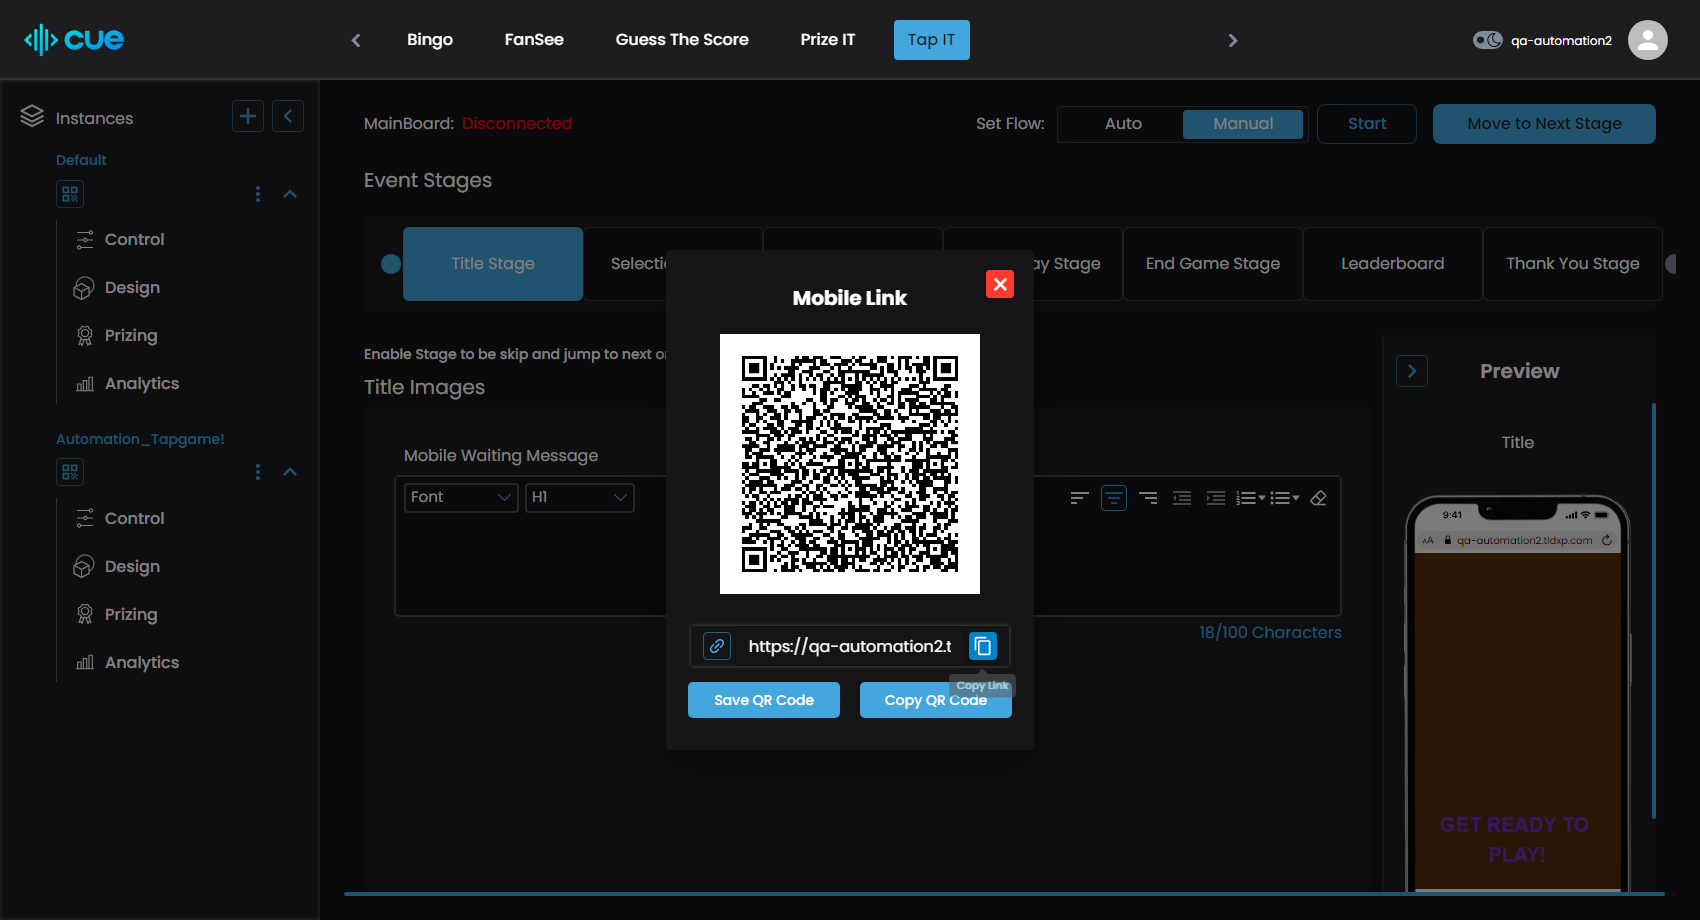 cue
Bingo
FanSee
Guess The Score
Prize IT
Tap IT
qa-automation2
Instances
Default
Control
Design
Prizing
Analytics
Automation_Tapgame!
Control
Design
Prizing
Analytics
MainBoard: Disconnected
Set Flow:
Auto
Manual
Start
Move to Next Stage
Event Stages
Title Stage
Selectio
ay Stage
End Game Stage
Leaderboard
Thank You Stage
Enable Stage to be skip and jump to next o
Title Images
Mobile Waiting Message
Font
H1
18/100 Characters
Mobile Link
https://qa-automation2.t
Copy Link
Save QR Code
Copy QR Code
Preview
Title
9:41
AA
qa-automation2.tldxp.com
GET READY TO
PLAY!